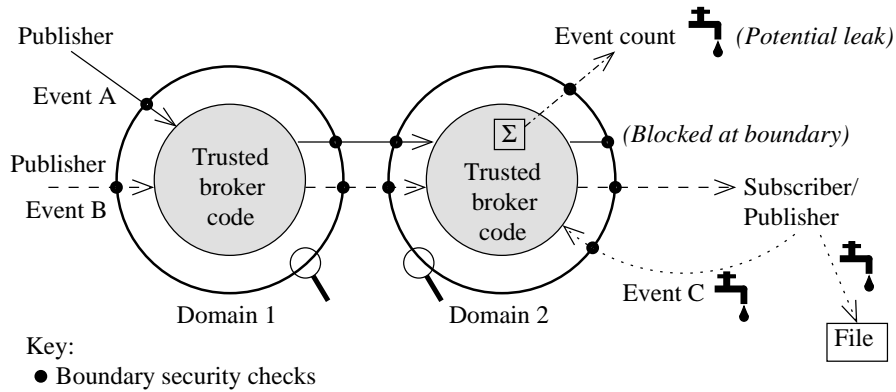 Publisher
Event A
Publisher
Event B
Trusted
broker
code
Domain 1
Event count
(Potential leak)
Σ
Trusted
broker
code
Domain 2
(Blocked at boundary)
Subscriber/
Publisher
Event C
File
Key:
Boundary security checks